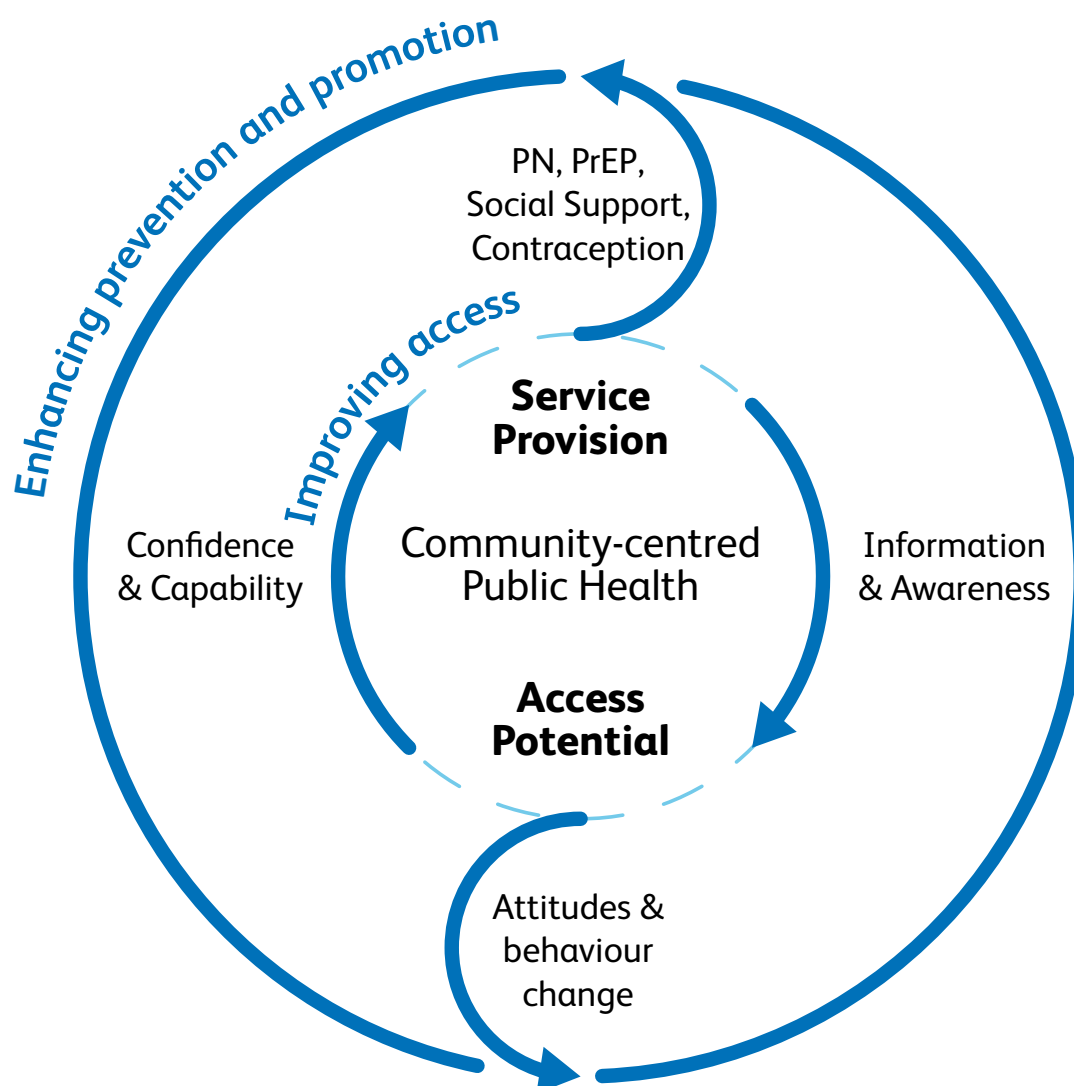 Enhancing prevention and promotion
PN, PrEP,
Social Support,
Contraception
Improving access
Service
Provision
Confidence
& Capability
Community-centred
Public Health
Information
& Awareness
Access
Potential
Attitudes &
behaviour
change